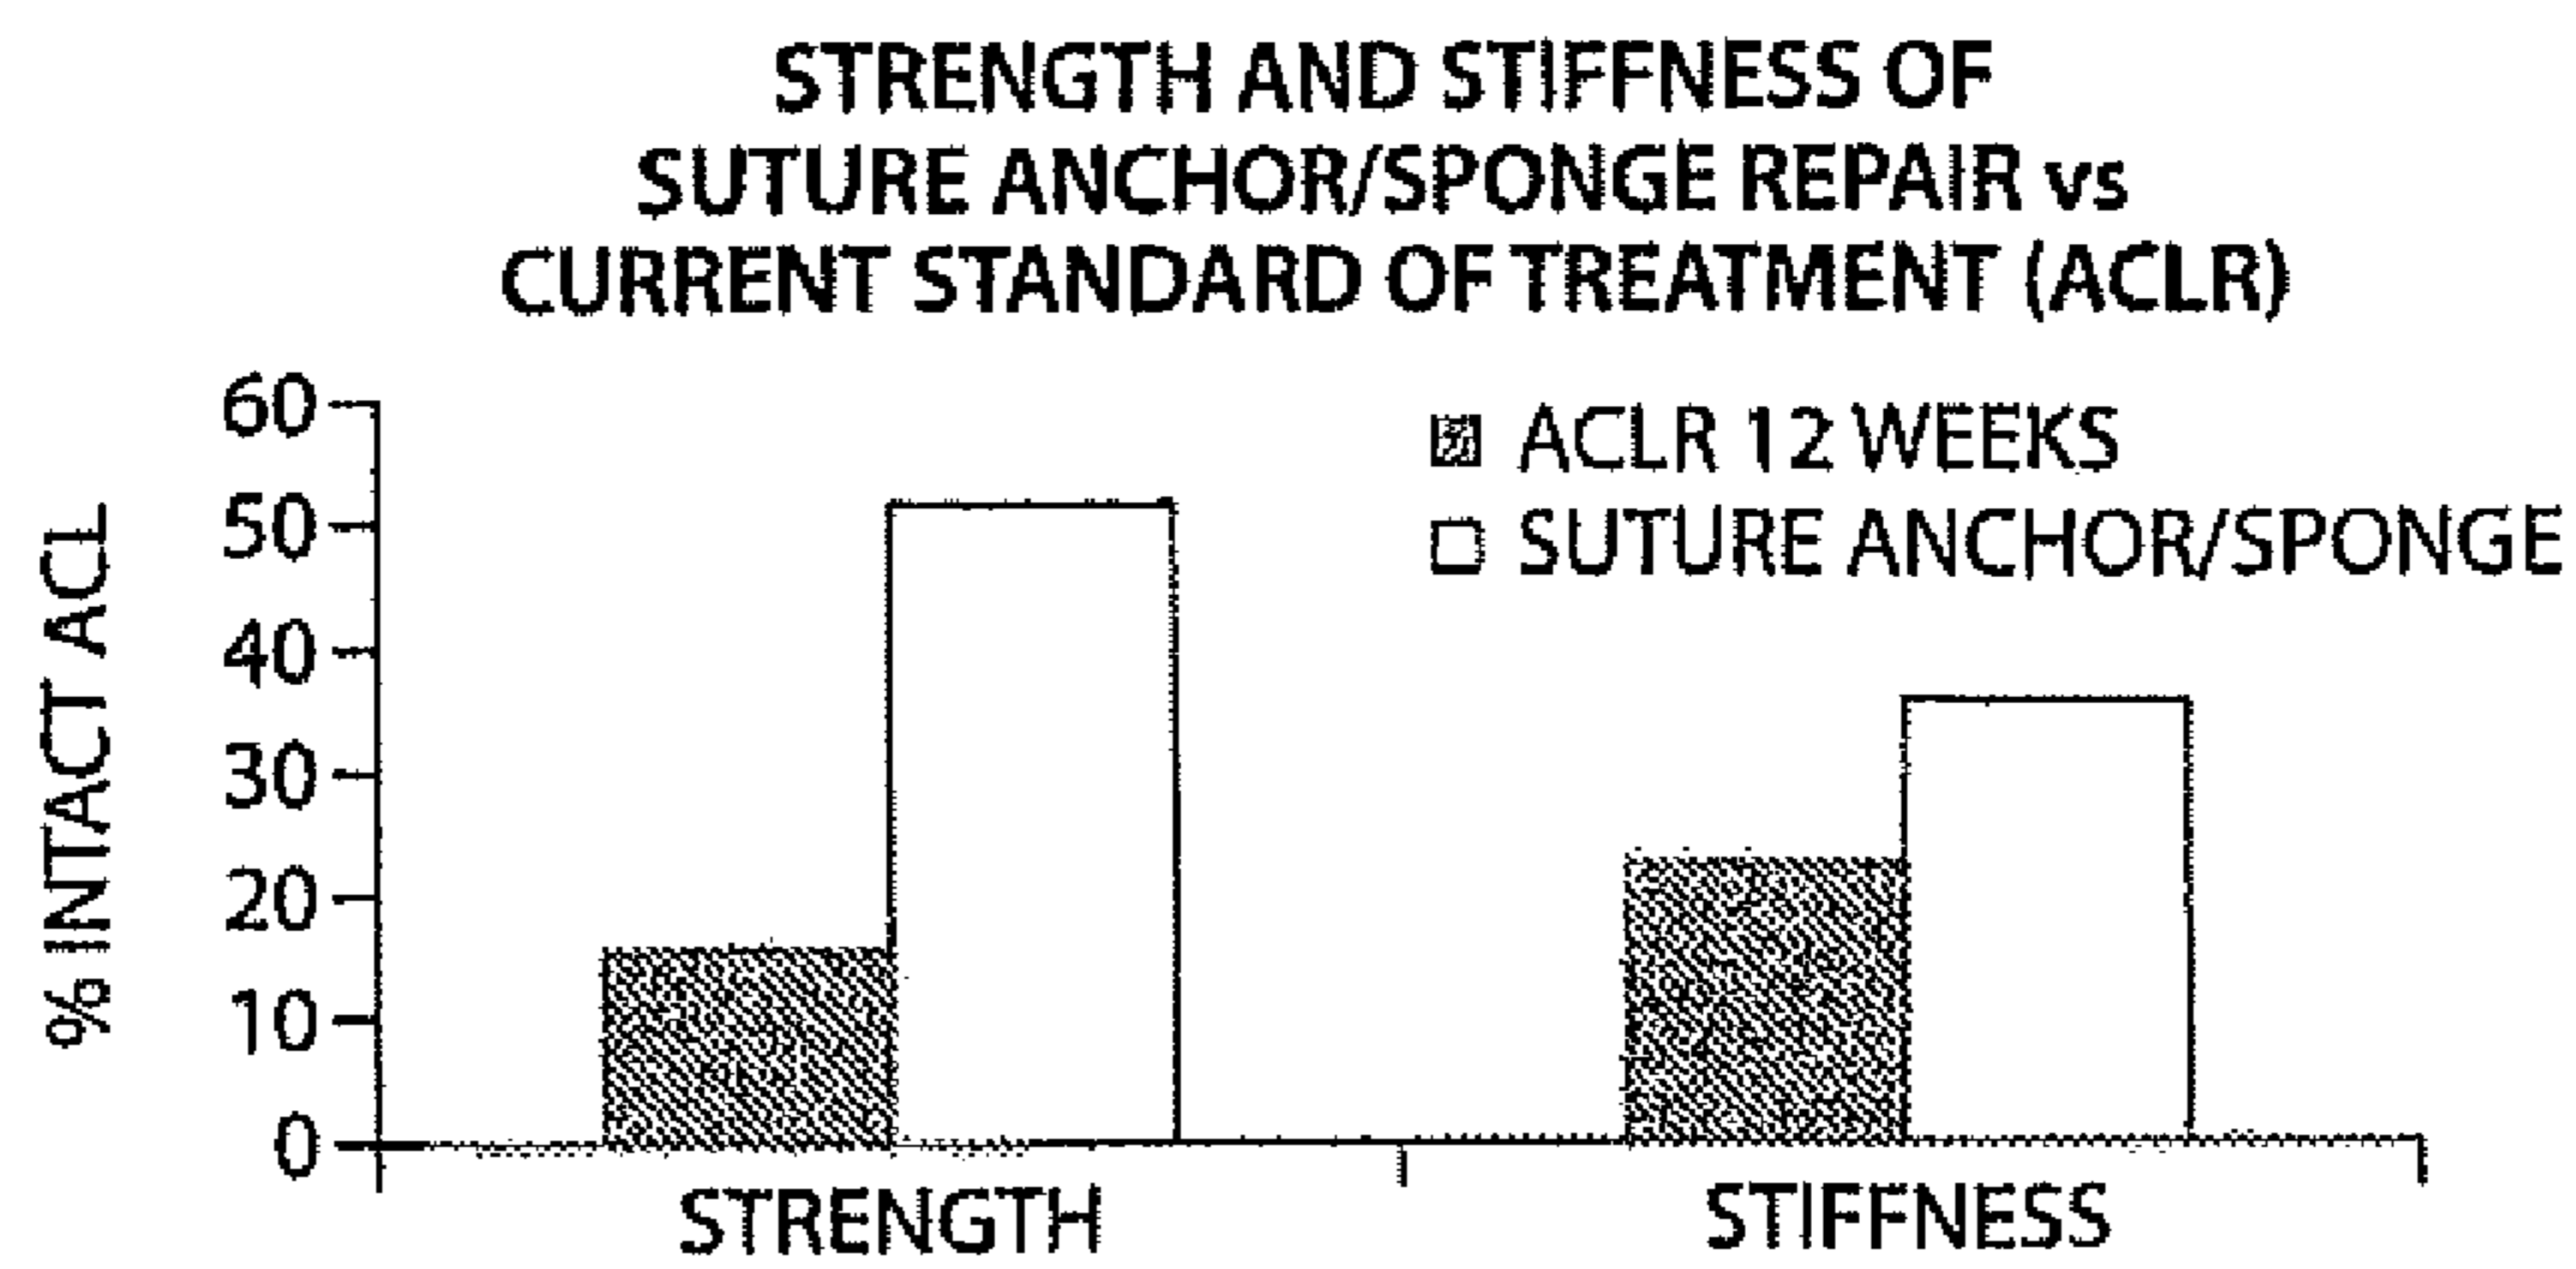 STRENGTH AND STIFFNESS OF
SUTURE ANCHOR/SPONGE REPAIR vs
CURRENT STANDARD OF TREATMENT (ACLR)
% INTACT ACL
60
50
40
30
20
10
0
ACLR 12 WEEKS
SUTURE ANCHOR/SPONGE
STRENGTH
STIFFNESS